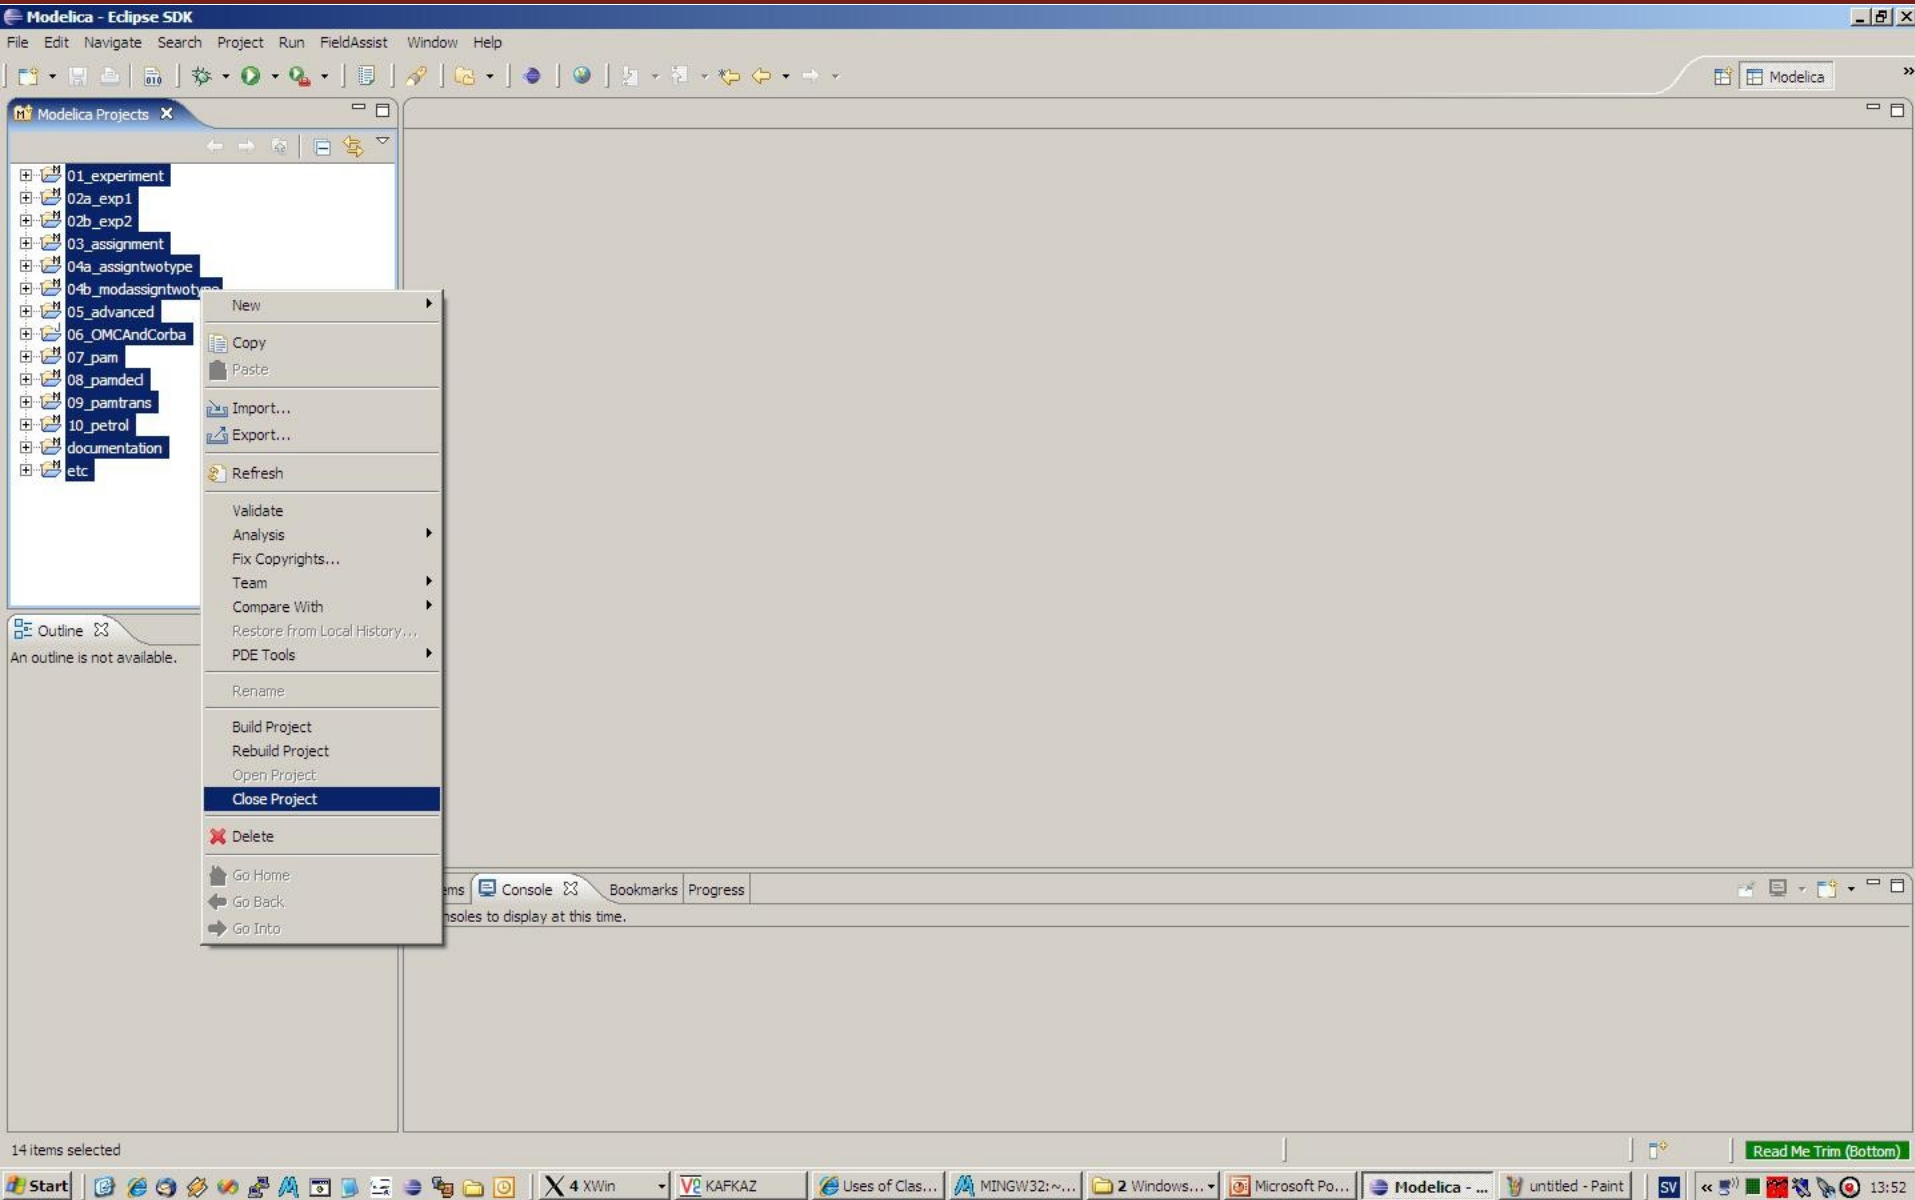 Modelica - Eclipse SDK
File Edit Navigate Search Project Run FieldAssist Window Help
010
Modelica
»
Modelica Projects
01_experiment
02a_exp1
02b_exp2
03_assignment
04a_assigntwotype
04b_modassigntwotype
05_advanced
06_OMCAndCorba
07_pam
08_pamdecl
09_pamtrans
10_petrol
documentation
etc
New
Copy
Paste
Import...
Export...
Refresh
Validate
Analysis
Fix Copyrights...
Team
Compare With
Restore from Local History...
PDE Tools
Rename
Build Project
Rebuild Project
Open Project
Close Project
Delete
Go Home
Go Back
Go Into
Outline
An outline is not available.
ems Console Bookmarks Progress
nsoles to display at this time.
14 items selected
Read Me Trim (Bottom)
Start 4 XWin KAFKAZ Uses of Clas... MINGW32:~... 2 Windows... Microsoft Po... Modelica - ... untitled - Paint SV « 13:52